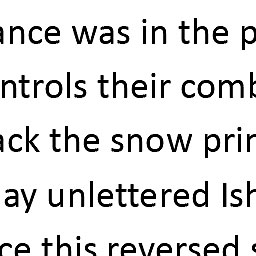 ance was in the p
ntrols their comb
ack the snow prin
ay unlettered Ish
ce this reversed s